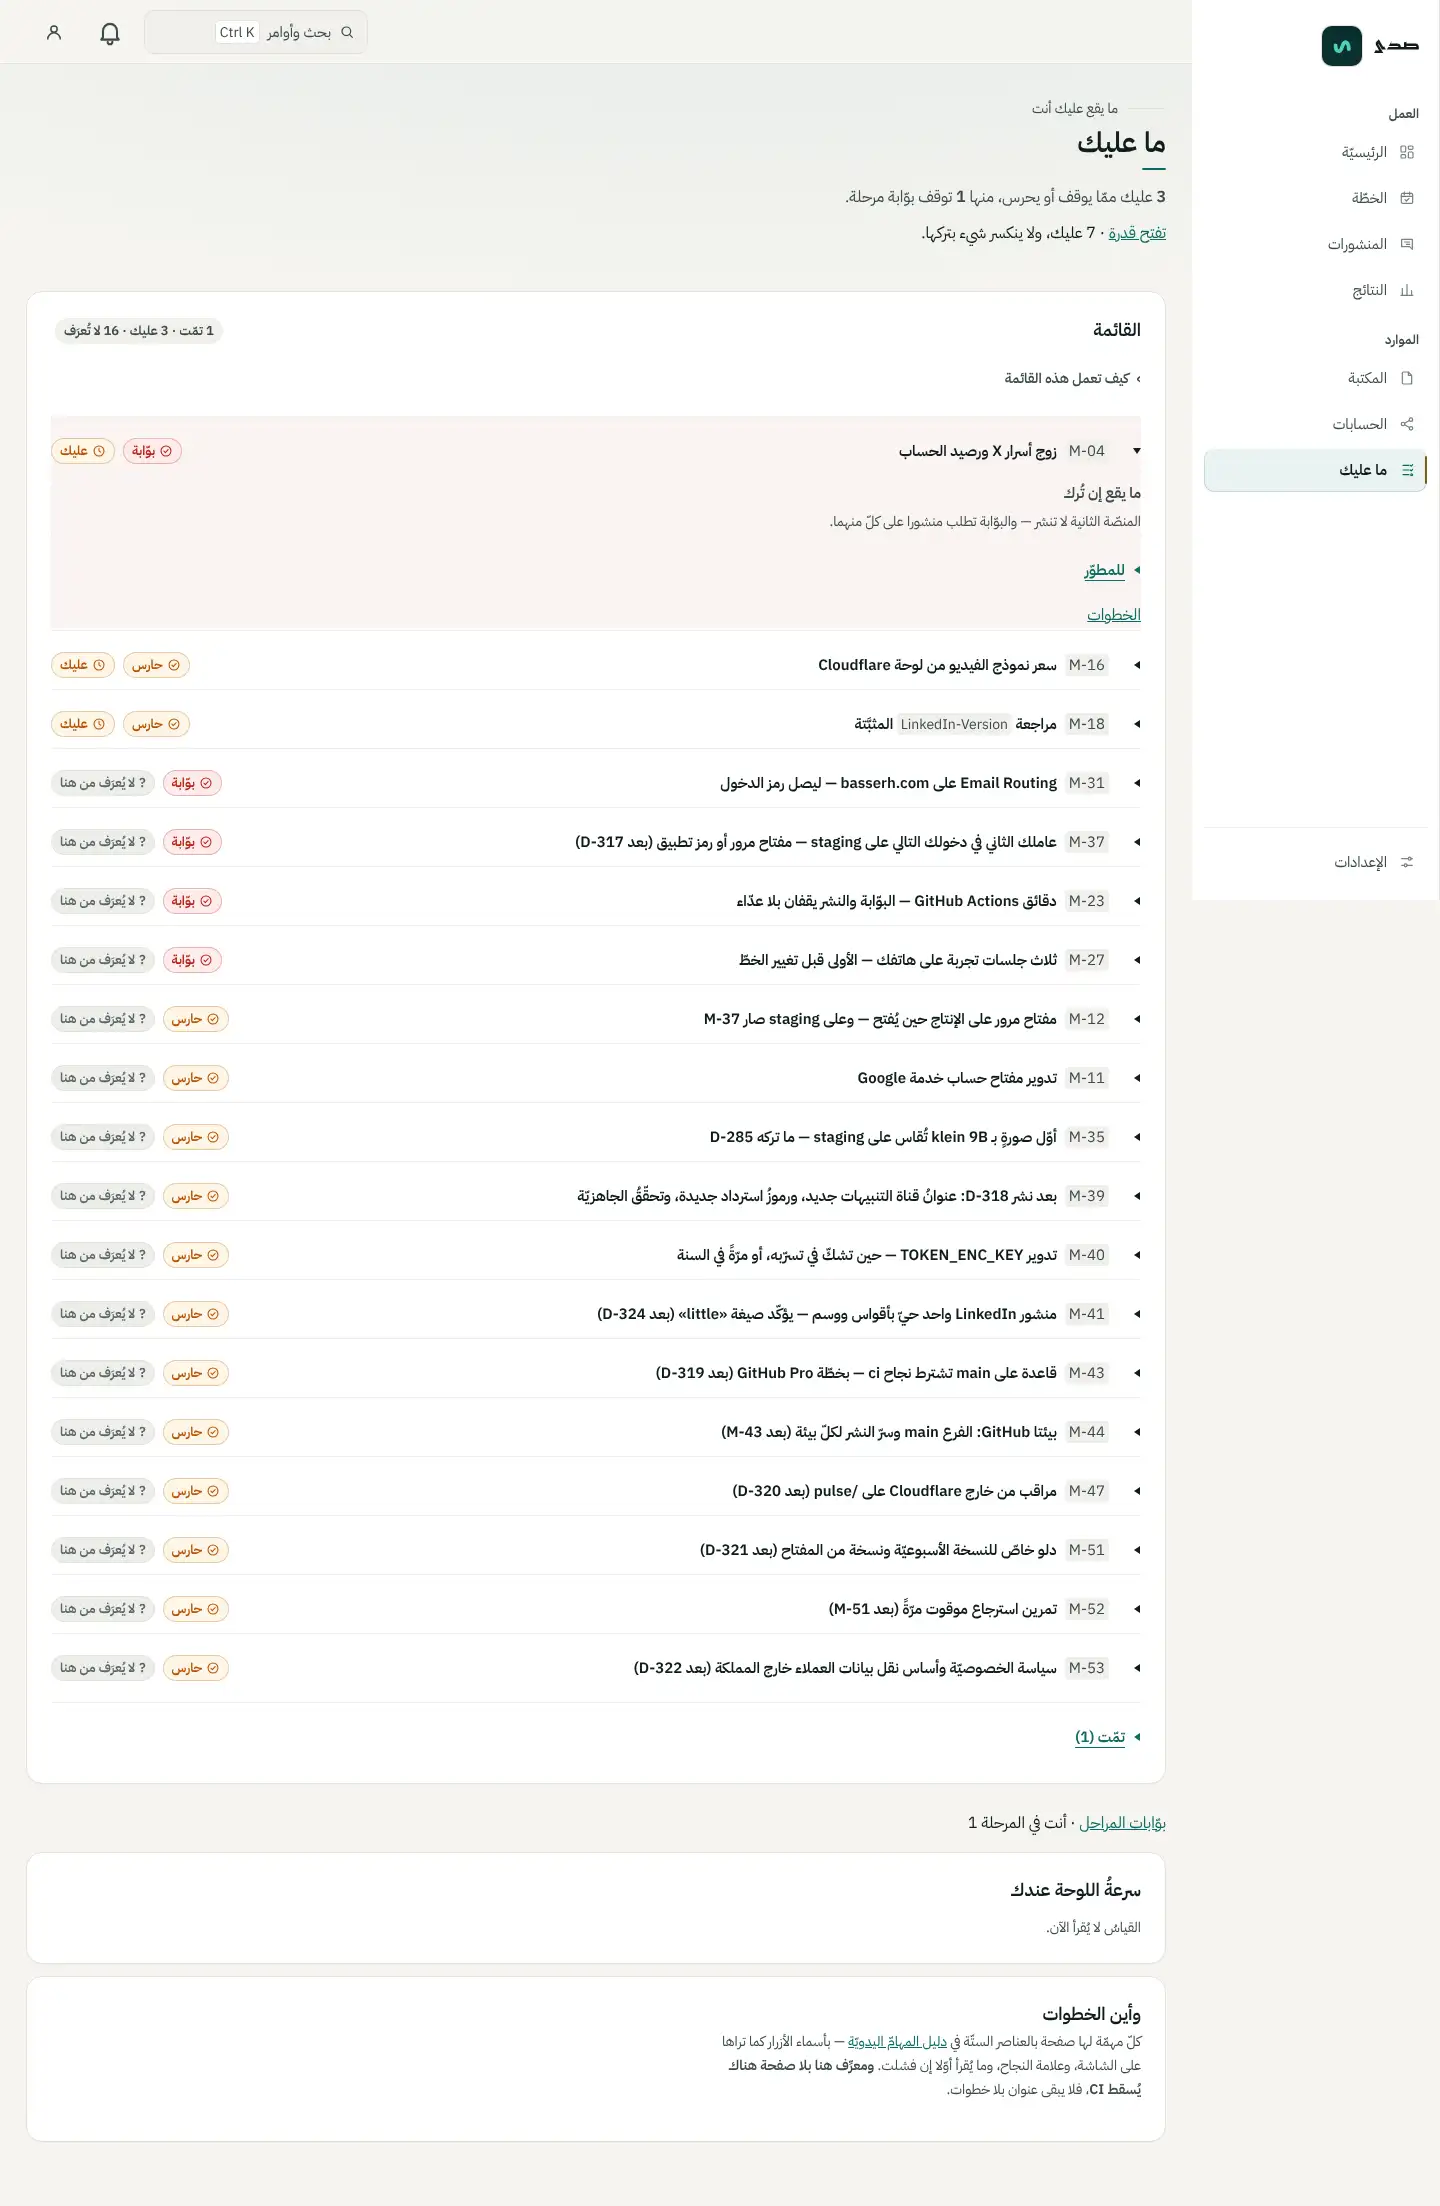 صدى
العمل
الرئيسيّة
الخطّة
المنشورات
النتائج
الموارد
المكتبة
الحسابات
ما عليك
الإعدادات
بحث وأوامر Ctrl K
ما يقع عليك أنت
ما عليك
3 عليك ممّا يوقف أو يحرس، منها 1 توقف بوّابة مرحلة.
تفتح قدرة · 7 عليك، ولا ينكسر شيء بتركها.
القائمة
1 تمّت · 3 عليك · 16 لا تُعرَف
كيف تعمل هذه القائمة
M-04 زوج أسرار X ورصيد الحساب بوّابة عليك
ما يقع إن تُرك
المنصّة الثانية لا تنشر — والبوّابة تطلب منشورا على كلّ منهما.
للمطوّر
الخطوات
M-16 سعر نموذج الفيديو من لوحة Cloudflare حارس عليك
M-18 مراجعة LinkedIn-Version المثبَّتة حارس عليك
M-31 Email Routing على basserh.com — ليصل رمز الدخول بوّابة ? لا يُعرَف من هنا
M-37 عاملك الثاني في دخولك التالي على staging — مفتاح مرور أو رمز تطبيق (بعد D-317) بوّابة ? لا يُعرَف من هنا
M-23 دقائق GitHub Actions — البوّابة والنشر يقفان بلا عدّاء بوّابة ? لا يُعرَف من هنا
M-27 ثلاث جلسات تجربة على هاتفك — الأولى قبل تغيير الخطّ بوّابة ? لا يُعرَف من هنا
M-12 مفتاح مرور على الإنتاج حين يُفتح — وعلى staging صار M-37 حارس ? لا يُعرَف من هنا
M-11 تدوير مفتاح حساب خدمة Google حارس ? لا يُعرَف من هنا
M-35 أوّل صورةٍ بـ klein 9B تُقاس على staging — ما تركه D-285 حارس ? لا يُعرَف من هنا
M-39 بعد نشر D-318: عنوانُ قناة التنبيهات جديد، ورموزُ استرداد جديدة، وتحقّقُ الجاهزيّة حارس ? لا يُعرَف من هنا
M-40 تدوير TOKEN_ENC_KEY — حين تشكّ في تسرّبه، أو مرّةً في السنة حارس ? لا يُعرَف من هنا
M-41 منشور LinkedIn واحد حيّ بأقواس ووسم — يؤكّد صيغة «little» (بعد D-324) حارس ? لا يُعرَف من هنا
M-43 قاعدة على main تشترط نجاح ci — بخطّة GitHub Pro (بعد D-319) حارس ? لا يُعرَف من هنا
M-44 بيئتا GitHub: الفرع main وسرّ النشر لكلّ بيئة (بعد M-43) حارس ? لا يُعرَف من هنا
M-47 مراقب من خارج Cloudflare على /pulse (بعد D-320) حارس ? لا يُعرَف من هنا
M-51 دلو خاصّ للنسخة الأسبوعيّة ونسخة من المفتاح (بعد D-321) حارس ? لا يُعرَف من هنا
M-52 تمرين استرجاع موقوت مرّةً (بعد M-51) حارس ? لا يُعرَف من هنا
M-53 سياسة الخصوصيّة وأساس نقل بيانات العملاء خارج المملكة (بعد D-322) حارس ? لا يُعرَف من هنا
تمّت (1)
بوّابات المراحل · أنت في المرحلة 1
سرعةُ اللوحة عندك
القياسُ لا يُقرأ الآن.
وأين الخطوات
كلّ مهمّة لها صفحة بالعناصر الستّة في دليل المهامّ اليدويّة — بأسماء الأزرار كما تراها
على الشاشة، وعلامة النجاح، وما يُقرأ أوّلا إن فشلت. ومعرِّف هنا بلا صفحة هناك
يُسقط CI، فلا يبقى عنوان بلا خطوات.